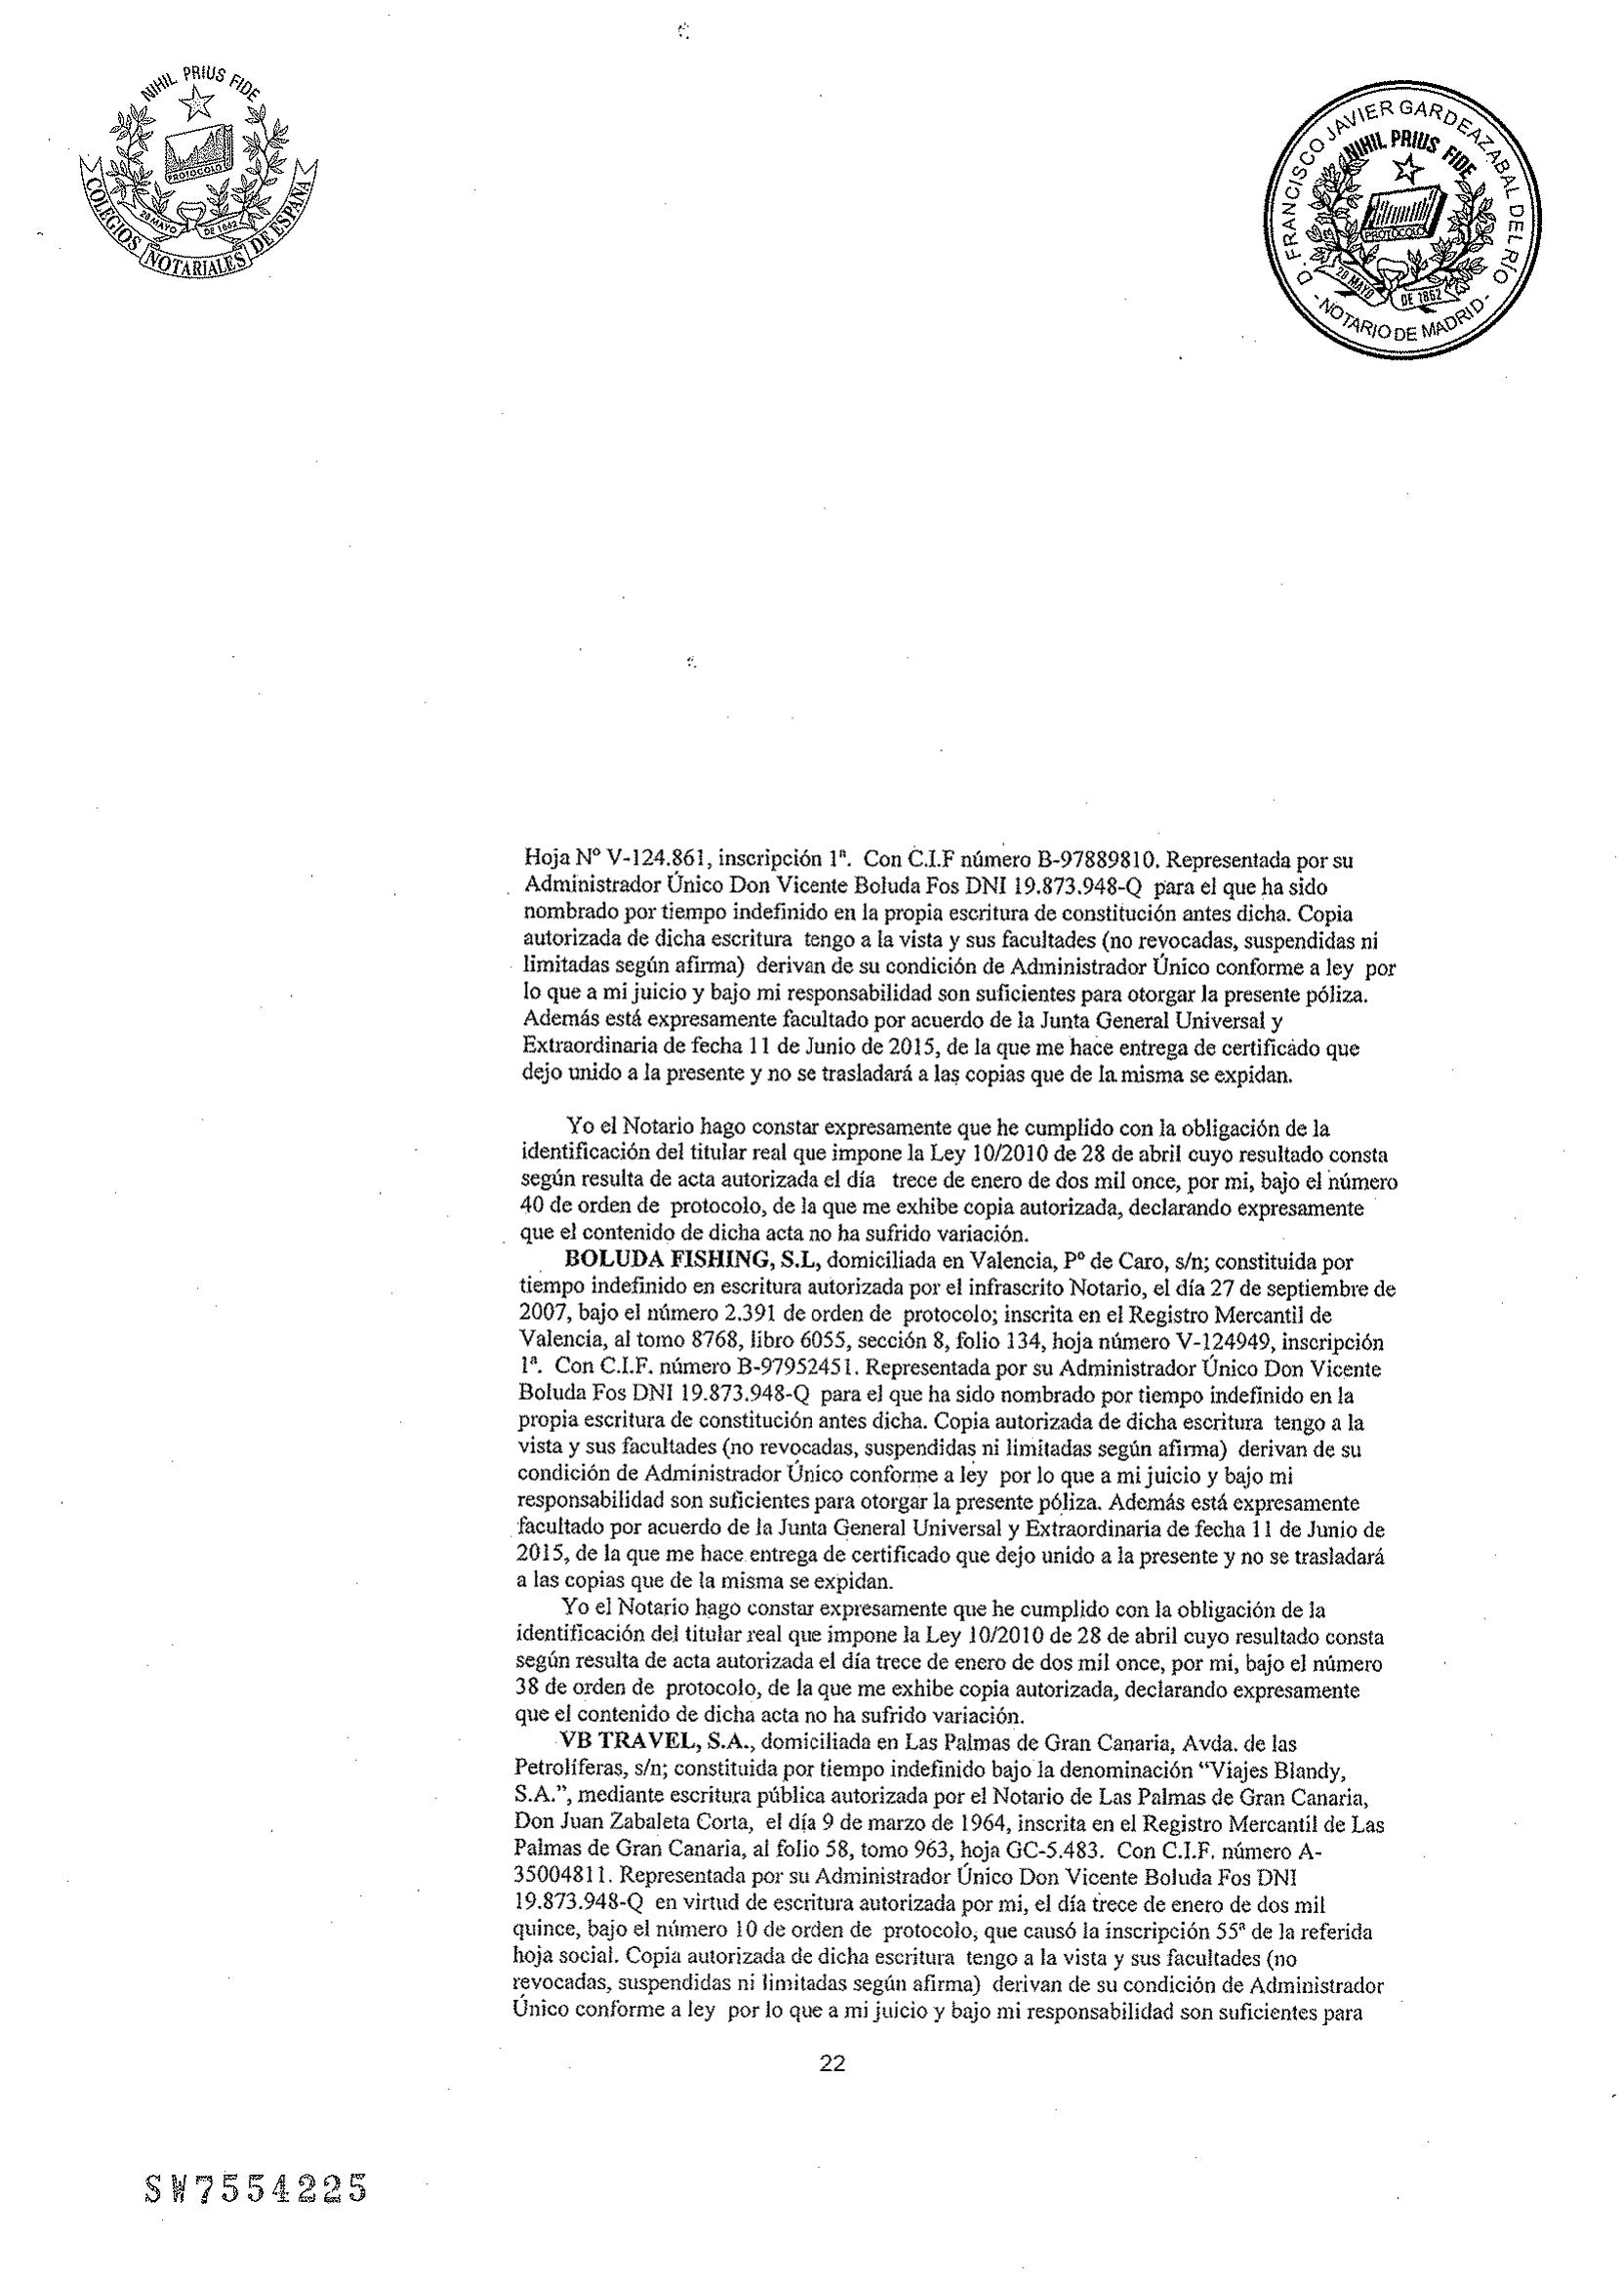 NIHIL PRIUS FIDE
PROTOCOLO
20 MAYO DE 1862
COLEGIOS NOTARIALES DE ESPAÑA
D. FRANCISCO JAVIER GARDEAZABAL DEL RÍO
NIHIL PRIUS FIDE
PROTOCOLO
20 MAYO DE 1862
- NOTARIO DE MADRID -
Hoja Nº V-124.861, inscripción 1ª. Con C.I.F número B-97889810. Representada por su
Administrador Único Don Vicente Boluda Fos DNI 19.873.948-Q para el que ha sido
nombrado por tiempo indefinido en la propia escritura de constitución antes dicha. Copia
autorizada de dicha escritura tengo a la vista y sus facultades (no revocadas, suspendidas ni
limitadas según afirma) derivan de su condición de Administrador Único conforme a ley por
lo que a mi juicio y bajo mi responsabilidad son suficientes para otorgar la presente póliza.
Además está expresamente facultado por acuerdo de la Junta General Universal y
Extraordinaria de fecha 11 de Junio de 2015, de la que me hace entrega de certificado que
dejo unido a la presente y no se trasladará a las copias que de la misma se expidan.
Yo el Notario hago constar expresamente que he cumplido con la obligación de la
identificación del titular real que impone la Ley 10/2010 de 28 de abril cuyo resultado consta
según resulta de acta autorizada el día trece de enero de dos mil once, por mi, bajo el número
40 de orden de protocolo, de la que me exhibe copia autorizada, declarando expresamente
que el contenido de dicha acta no ha sufrido variación.
BOLUDA FISHING, S.L, domiciliada en Valencia, Pº de Caro, s/n; constituida por
tiempo indefinido en escritura autorizada por el infrascrito Notario, el día 27 de septiembre de
2007, bajo el número 2.391 de orden de protocolo; inscrita en el Registro Mercantil de
Valencia, al tomo 8768, libro 6055, sección 8, folio 134, hoja número V-124949, inscripción
1ª. Con C.I.F. número B-97952451. Representada por su Administrador Único Don Vicente
Boluda Fos DNI 19.873.948-Q para el que ha sido nombrado por tiempo indefinido en la
propia escritura de constitución antes dicha. Copia autorizada de dicha escritura tengo a la
vista y sus facultades (no revocadas, suspendidas ni limitadas según afirma) derivan de su
condición de Administrador Único conforme a ley por lo que a mi juicio y bajo mi
responsabilidad son suficientes para otorgar la presente póliza. Además está expresamente
facultado por acuerdo de la Junta General Universal y Extraordinaria de fecha 11 de Junio de
2015, de la que me hace entrega de certificado que dejo unido a la presente y no se trasladará
a las copias que de la misma se expidan.
Yo el Notario hago constar expresamente que he cumplido con la obligación de la
identificación del titular real que impone la Ley 10/2010 de 28 de abril cuyo resultado consta
según resulta de acta autorizada el día trece de enero de dos mil once, por mi, bajo el número
38 de orden de protocolo, de la que me exhibe copia autorizada, declarando expresamente
que el contenido de dicha acta no ha sufrido variación.
VB TRAVEL, S.A., domiciliada en Las Palmas de Gran Canaria, Avda. de las
Petrolíferas, s/n; constituida por tiempo indefinido bajo la denominación “Viajes Blandy,
S.A.”, mediante escritura pública autorizada por el Notario de Las Palmas de Gran Canaria,
Don Juan Zabaleta Corta, el día 9 de marzo de 1964, inscrita en el Registro Mercantil de Las
Palmas de Gran Canaria, al folio 58, tomo 963, hoja GC-5.483. Con C.I.F. número A-
35004811. Representada por su Administrador Único Don Vicente Boluda Fos DNI
19.873.948-Q en virtud de escritura autorizada por mi, el día trece de enero de dos mil
quince, bajo el número 10 de orden de protocolo, que causó la inscripción 55ª de la referida
hoja social. Copia autorizada de dicha escritura tengo a la vista y sus facultades (no
revocadas, suspendidas ni limitadas según afirma) derivan de su condición de Administrador
Único conforme a ley por lo que a mi juicio y bajo mi responsabilidad son suficientes para
22
SW7554225